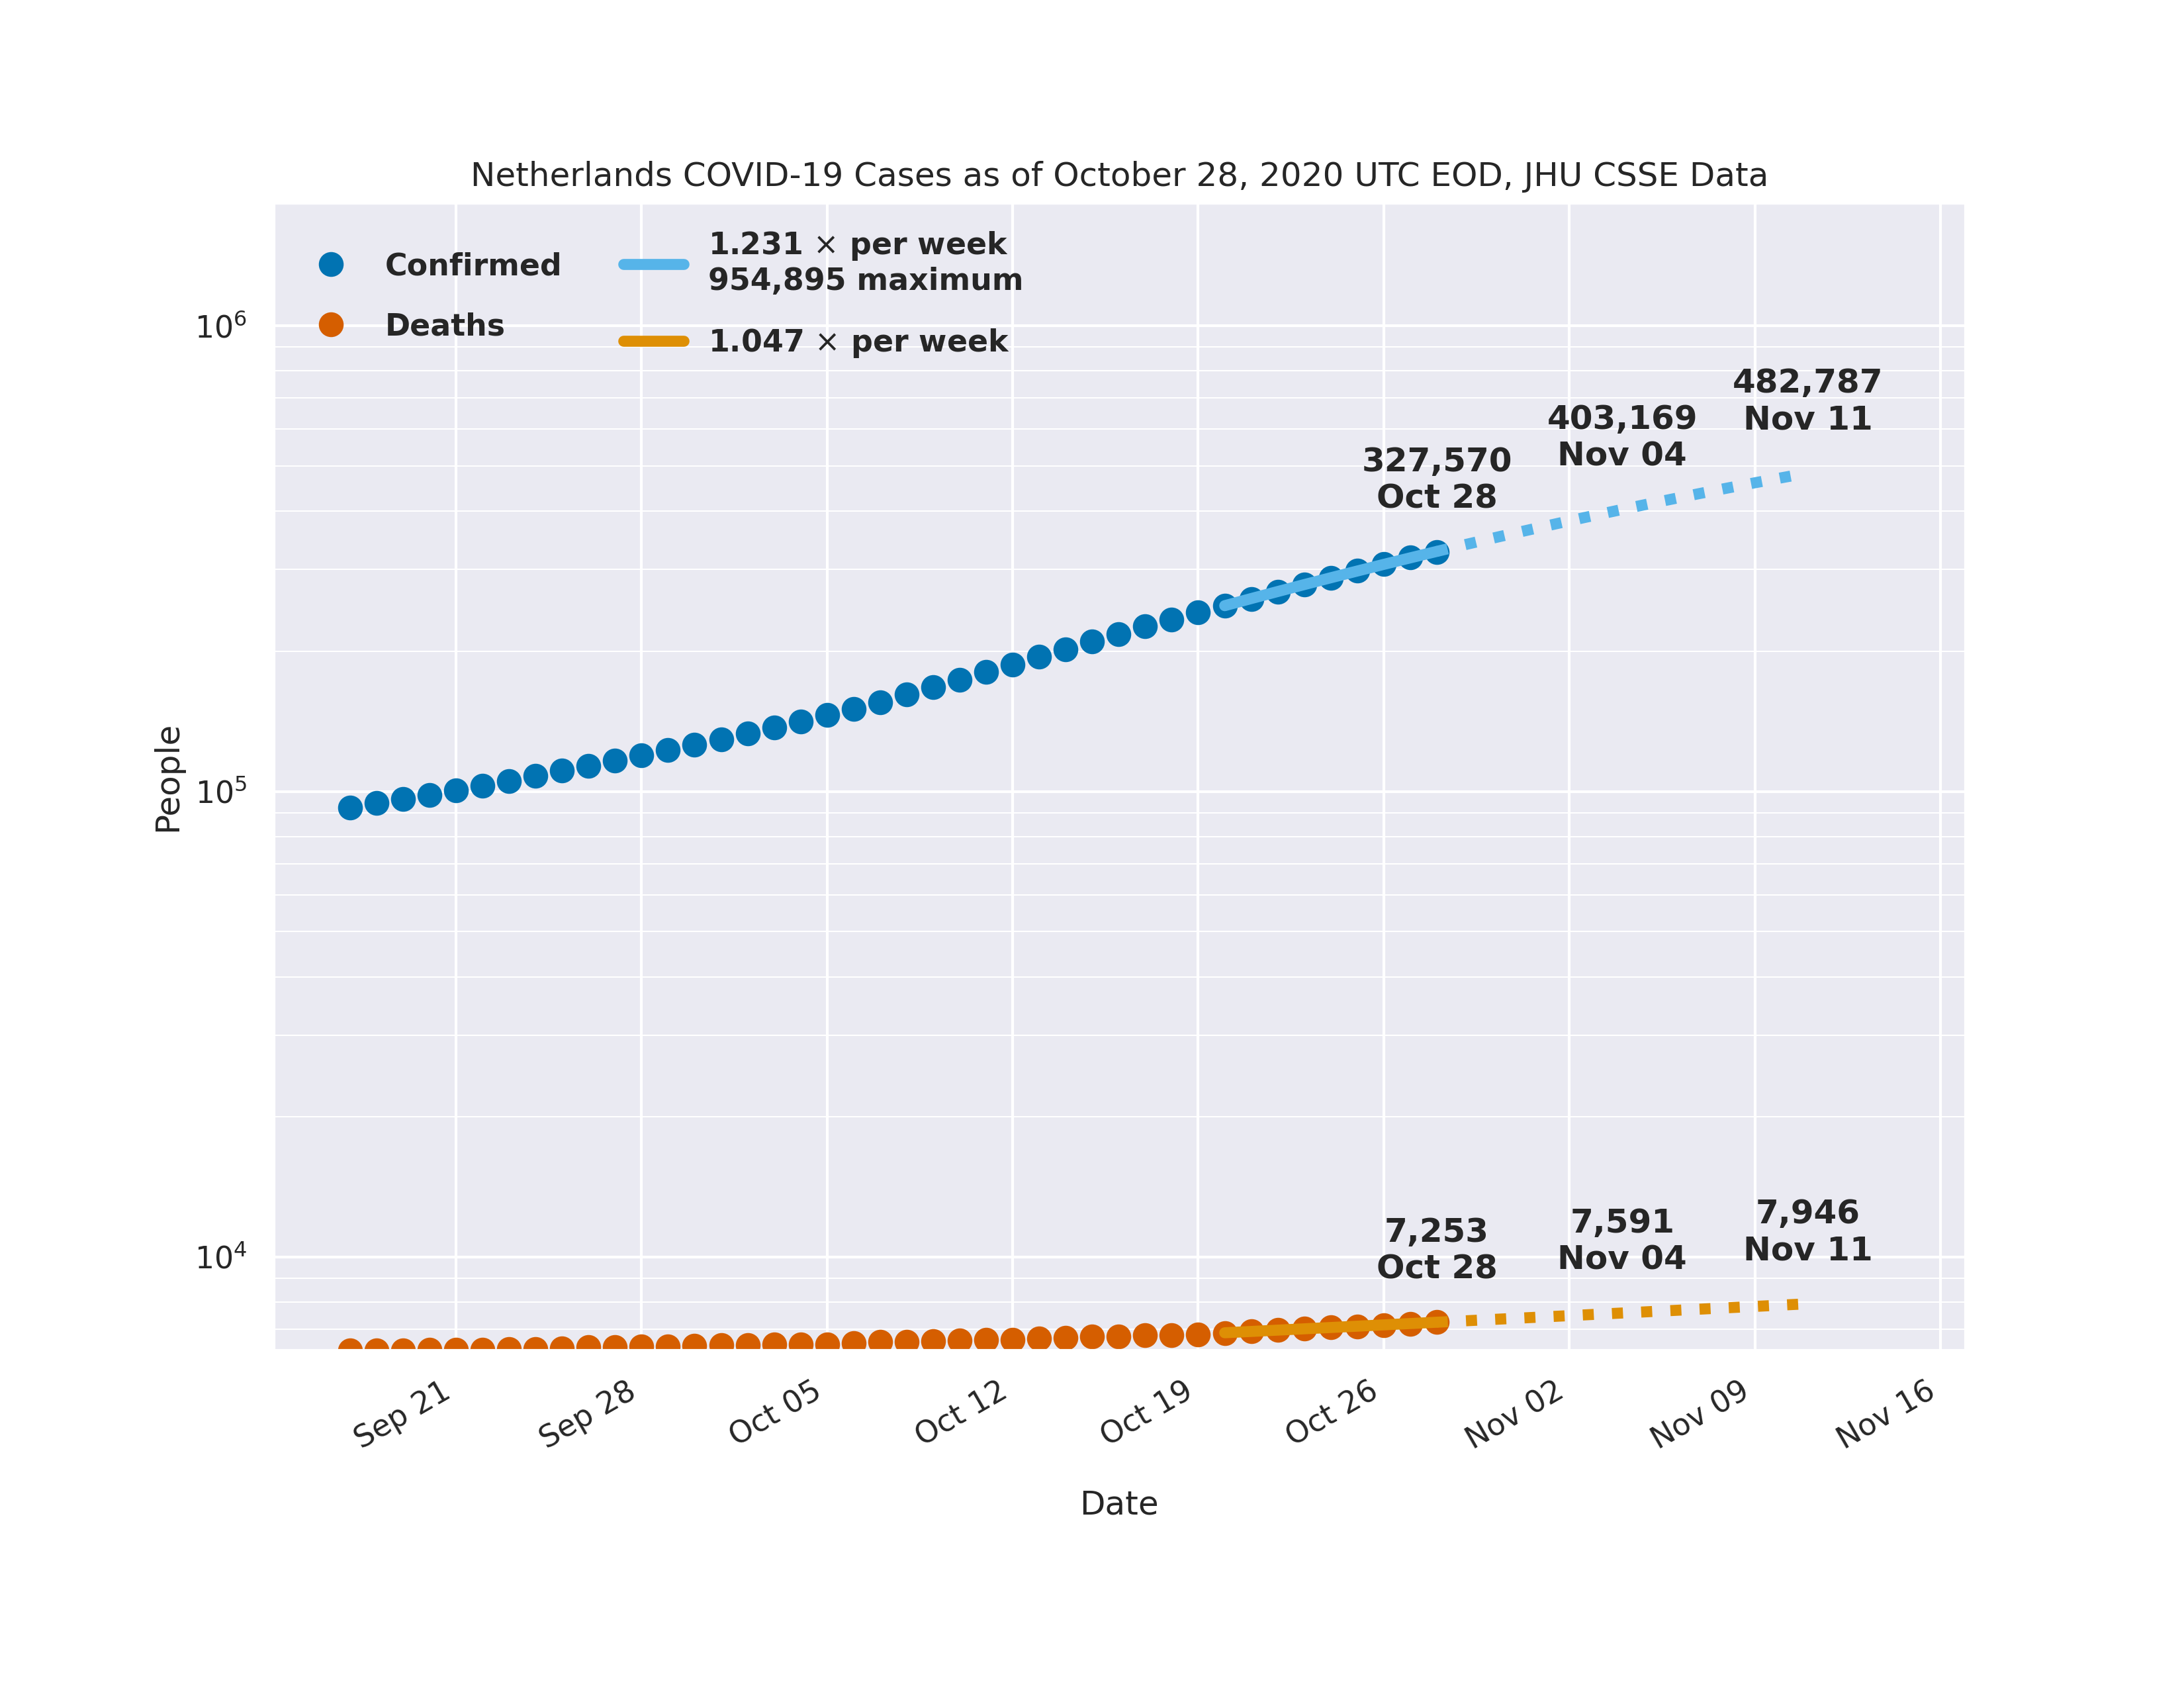 Netherlands COVID-19 Cases as of October 28, 2020 UTC EOD, JHU CSSE Data
Confirmed
Deaths
1.231 × per week
954,895 maximum
1.047 × per week
10⁶
10⁵
10⁴
People
482,787
Nov 11
403,169
Nov 04
327,570
Oct 28
7,253
Oct 28
7,591
Nov 04
7,946
Nov 11
Sep 21
Sep 28
Oct 05
Oct 12
Oct 19
Oct 26
Nov 02
Nov 09
Nov 16
Date